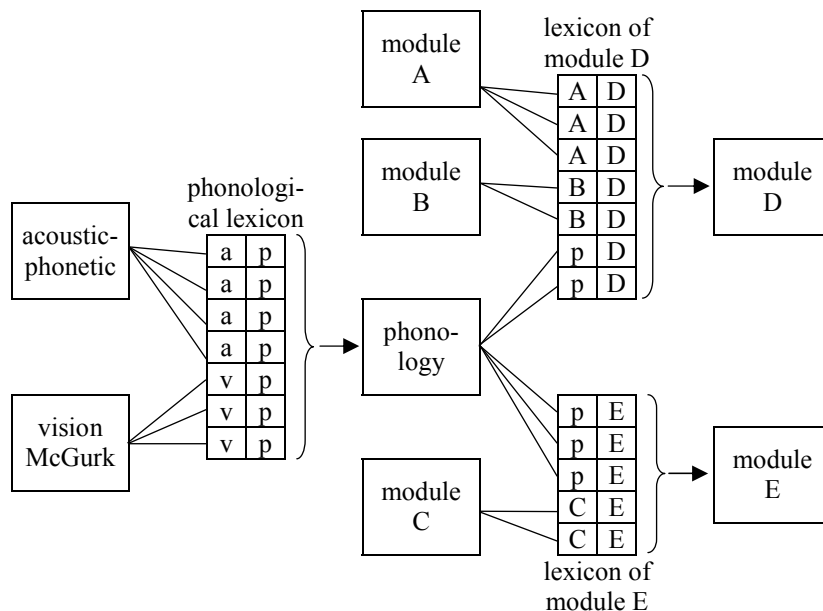 module
A
lexicon of
module D
A D
A D
A D
B D
B D
p D
p D
module
B
module
D
phonologi-
cal lexicon
acoustic-
phonetic
a p
a p
a p
a p
v p
v p
v p
vision
McGurk
phono-
logy
p E
p E
p E
C E
C E
module
C
module
E
lexicon of
module E